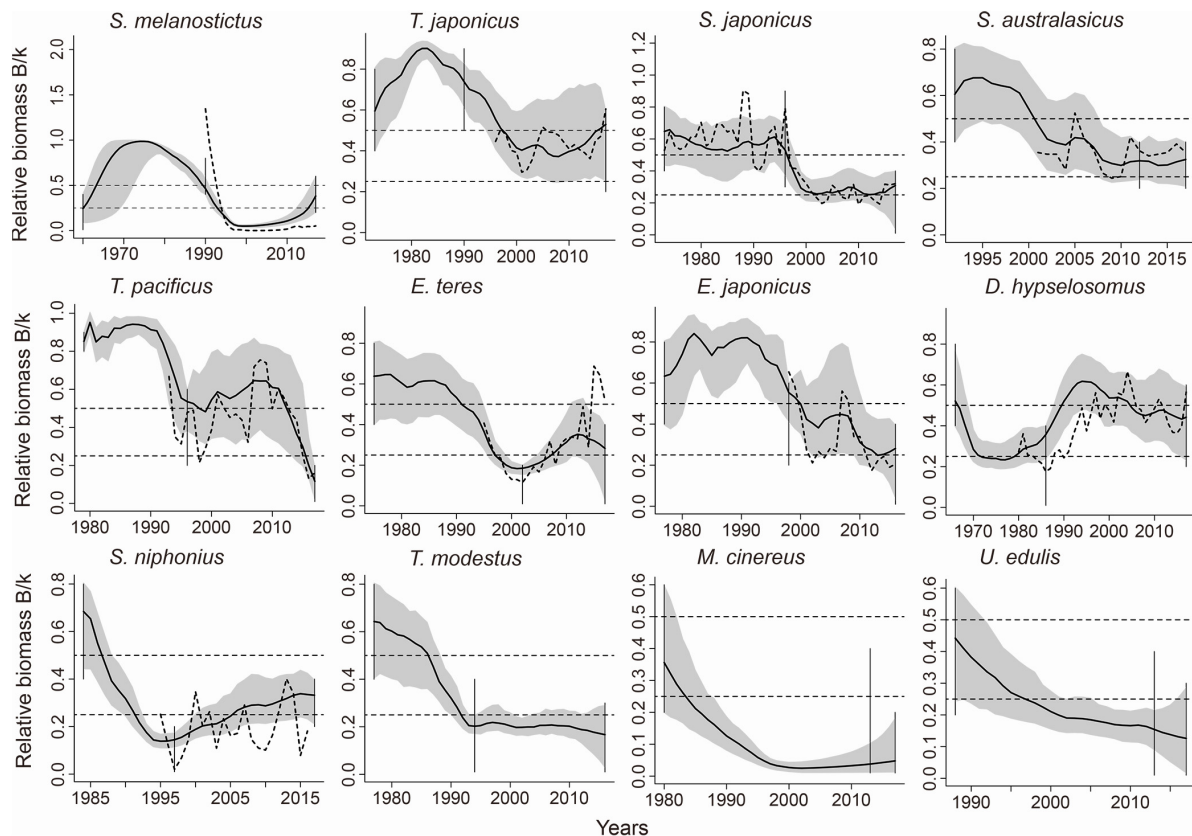 S. melanostictus T. japonicus S. japonicus S. australasicus
Relative biomass B/k
0.0 0.5 1.0 1.5 2.0
1970 1990 2010
0.0 0.2 0.4 0.6 0.8
1980 1990 2000 2010
0.0 0.2 0.4 0.6 0.8 1.0 1.2
1980 1990 2000 2010
0.0 0.2 0.4 0.6 0.8
1995 2000 2005 2010 2015
T. pacificus E. teres E. japonicus D. hypselosomus
Relative biomass B/k
0.0 0.2 0.4 0.6 0.8 1.0
1980 1990 2000 2010
0.0 0.2 0.4 0.6 0.8
1980 1990 2000 2010
0.0 0.2 0.4 0.6 0.8
1980 1990 2000 2010
0.0 0.2 0.4 0.6 0.8
1970 1980 1990 2000 2010
S. niphonius T. modestus M. cinereus U. edulis
Relative biomass B/k
0.0 0.2 0.4 0.6 0.8
1985 1995 2005 2015
0.0 0.2 0.4 0.6 0.8
1980 1990 2000 2010
0.0 0.1 0.2 0.3 0.4 0.5 0.6
1980 1990 2000 2010
0.0 0.1 0.2 0.3 0.4 0.5 0.6
1990 2000 2010
Years